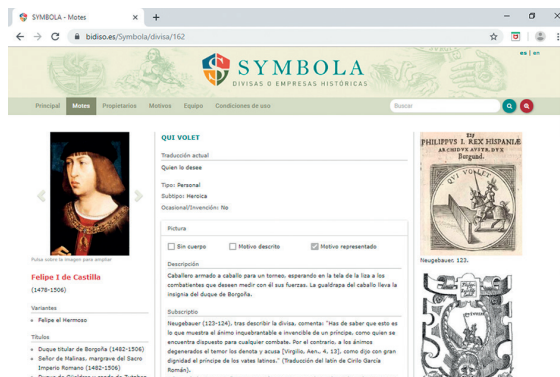 SYMBOLA - Motes
bidiso.es/Symbola/divisa/162
es | en
SYMBOLA
DIVISAS O EMPRESAS HISTÓRICAS
Principal Motes Propietarios Motivos Equipo Condiciones de uso
Buscar
Pulse sobre la imagen para ampliar
Felipe I de Castilla
(1478-1506)
Variantes
Felipe el Hermoso
Títulos
Duque titular de Borgoña (1482-1506)
Señor de Malinas, margrave del Sacro
Imperio Romano (1482-1506)
QUI VOLET
Traducción actual
Quien lo desee
Tipo: Personal
Subtipo: Heroica
Ocasional/Invención: No
Pictura
Sin cuerpo Motivo descrito Motivo representado
Descripción
Caballero armado a caballo para un torneo, esperando en la tela de la liza a los
combatientes que deseen medir con él sus fuerzas. La gualdrapa del caballo lleva la
insignia del duque de Borgoña.
Subscriptio
Neugebauer (123-124), tras describir la divisa, comenta: "Has de saber que esto es
lo que muestra el ánimo inquebrantable e invencible de un príncipe, como quien se
encuentra dispuesto para cualquier combate. Por el contrario, a los ánimos
degenerados el temor los denota y acusa [Virgilio, Aen., 4, 13], como dijo con gran
dignidad el príncipe de los vates latinos." (Traducción del latín de Cirilo García
Román).
PHILIPPVS I. REX HISPANIÆ
ARCHIDVX AVSTR. DVX
Burgund.
QVI VOLET
Neugebauer, 123.